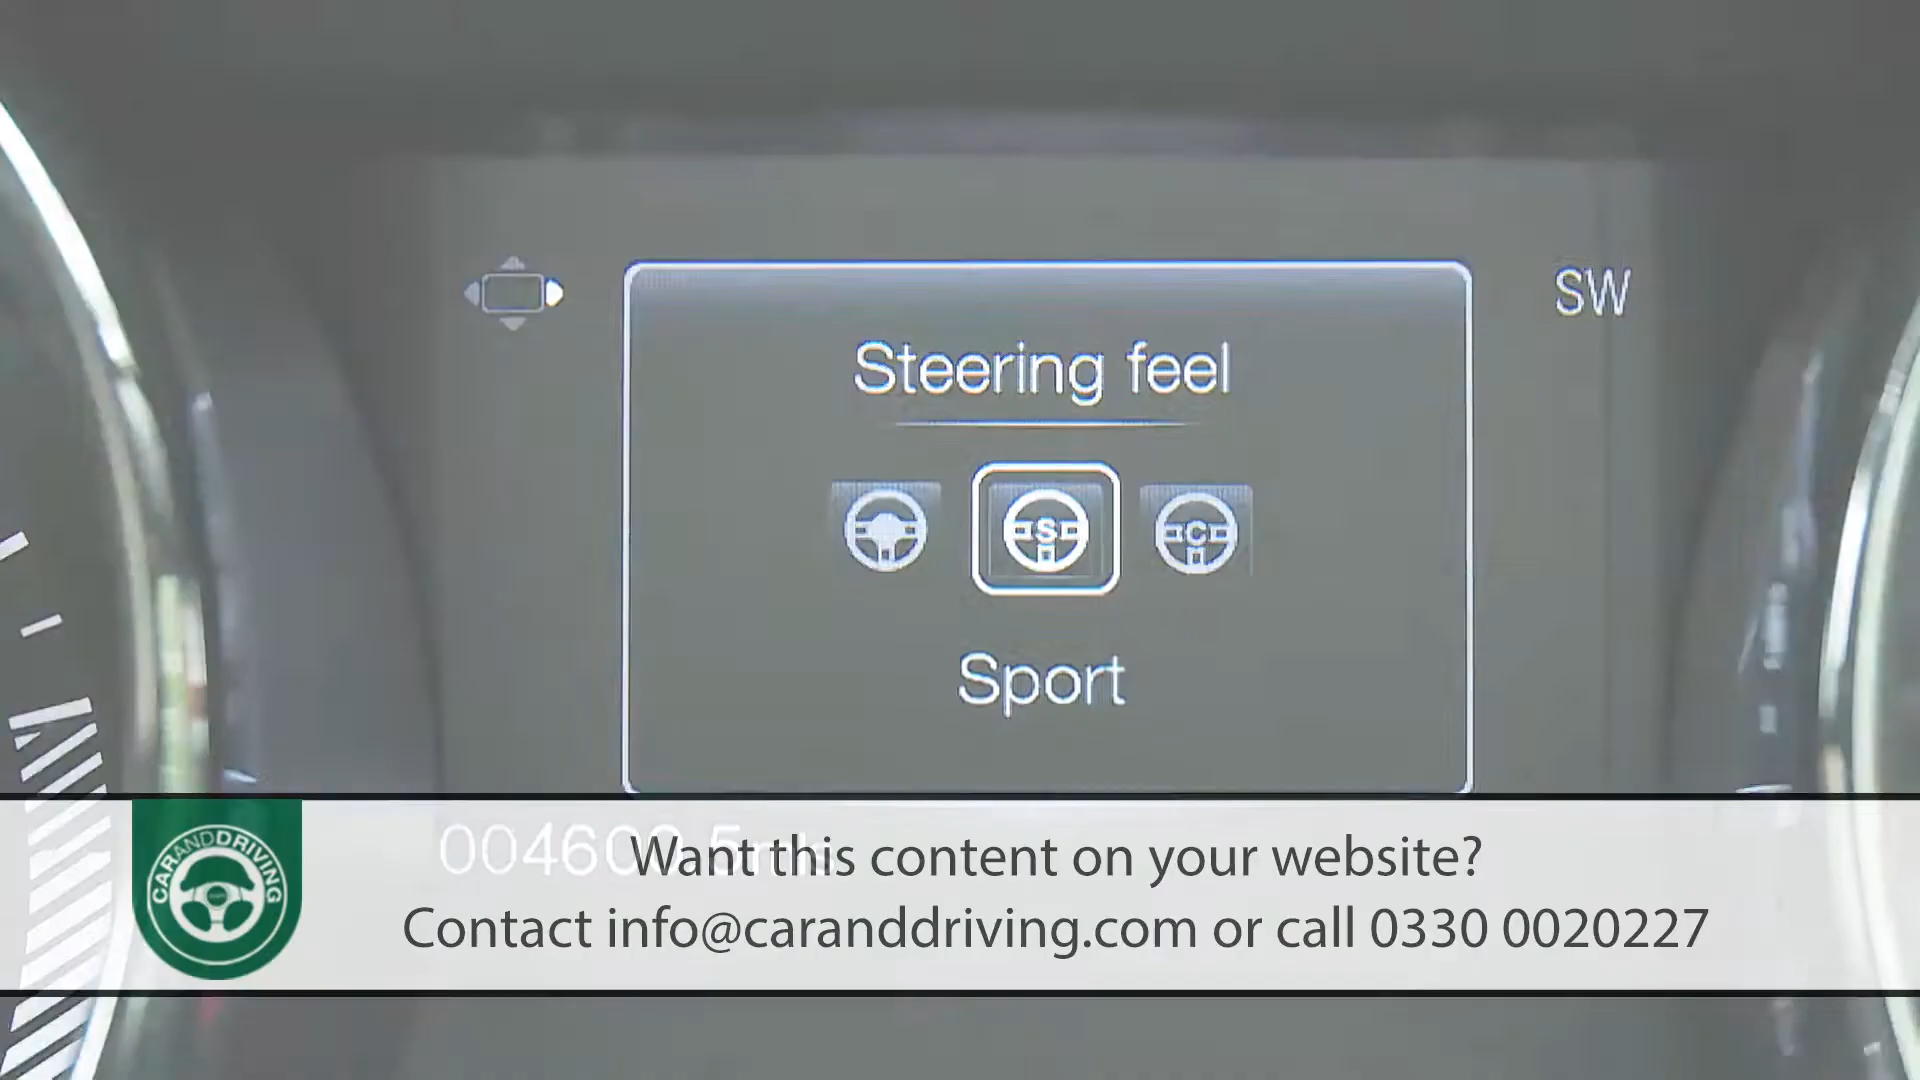 SW
Steering feel
S
C
Sport
Want this content on your website?
Contact info@caranddriving.com or call 0330 0020227
CARANDDRIVING